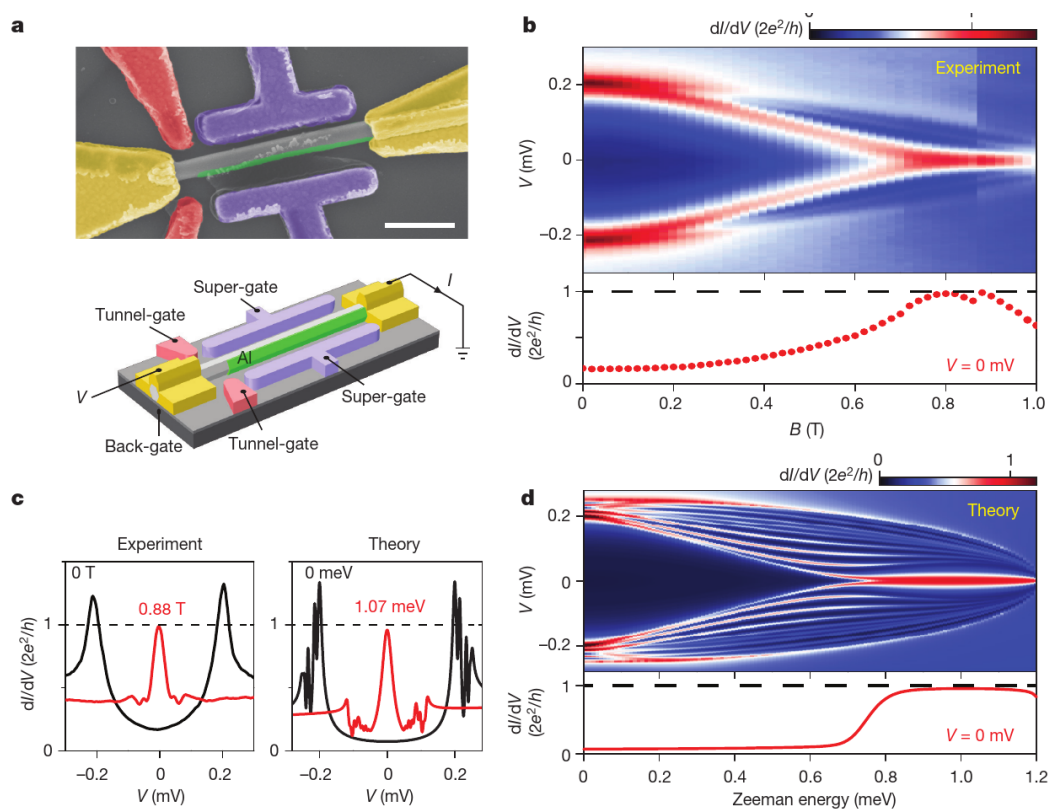 a
Super-gate
Tunnel-gate
I
Al
V
Super-gate
Back-gate
Tunnel-gate
b
dI/dV (2e²/h)
0
1
Experiment
0.2
0
−0.2
V (mV)
1
0
dI/dV
(2e²/h)
V = 0 mV
0
0.2
0.4
0.6
0.8
1.0
B (T)
c
Experiment
0 T
0.88 T
dI/dV (2e²/h)
1
0
−0.2
0
0.2
V (mV)
Theory
0 meV
1.07 meV
1
0
−0.2
0
0.2
V (mV)
d
dI/dV (2e²/h)
0
1
Theory
0.2
0
−0.2
V (mV)
1
0
dI/dV
(2e²/h)
V = 0 mV
0
0.2
0.4
0.6
0.8
1.0
1.2
Zeeman energy (meV)